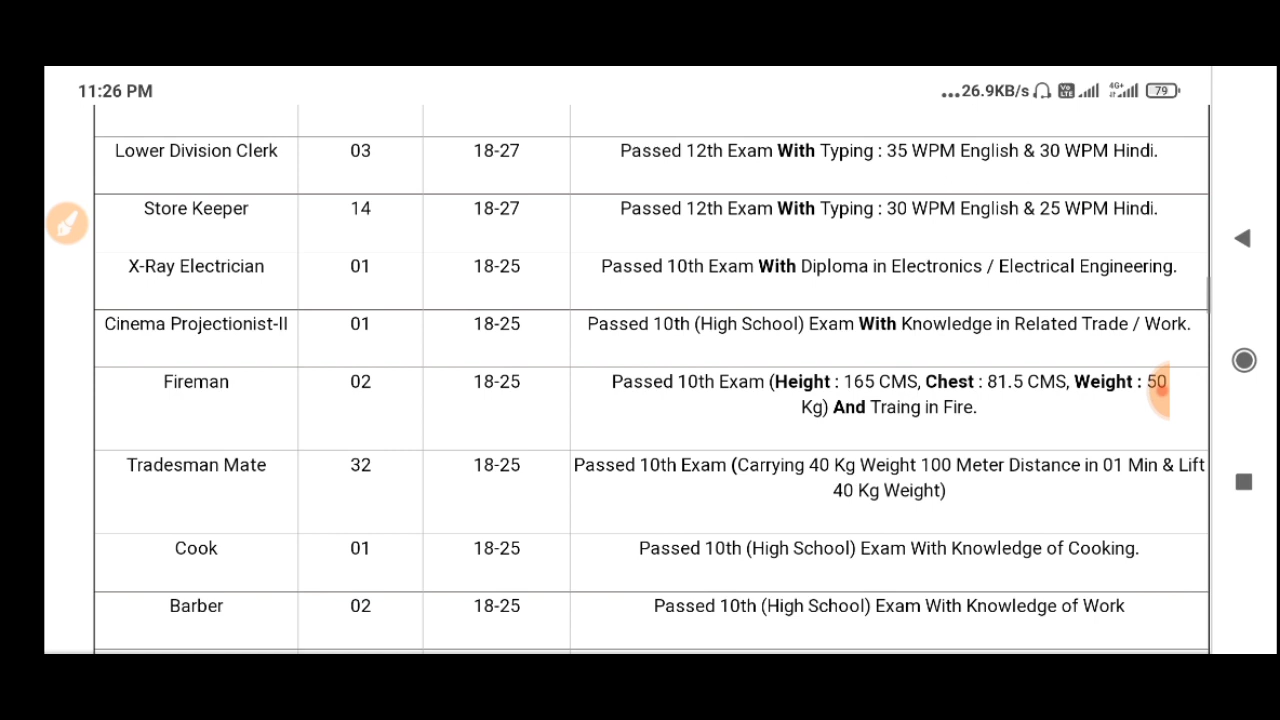 11:26 PM
...26.9KB/s Vo LTE 4G+ 79
Lower Division Clerk 03 18-27 Passed 12th Exam With Typing : 35 WPM English & 30 WPM Hindi.
Store Keeper 14 18-27 Passed 12th Exam With Typing : 30 WPM English & 25 WPM Hindi.
X-Ray Electrician 01 18-25 Passed 10th Exam With Diploma in Electronics / Electrical Engineering.
Cinema Projectionist-II 01 18-25 Passed 10th (High School) Exam With Knowledge in Related Trade / Work.
Fireman 02 18-25 Passed 10th Exam (Height : 165 CMS, Chest : 81.5 CMS, Weight : 50
Kg) And Traing in Fire.
Tradesman Mate 32 18-25 Passed 10th Exam (Carrying 40 Kg Weight 100 Meter Distance in 01 Min & Lift
40 Kg Weight)
Cook 01 18-25 Passed 10th (High School) Exam With Knowledge of Cooking.
Barber 02 18-25 Passed 10th (High School) Exam With Knowledge of Work